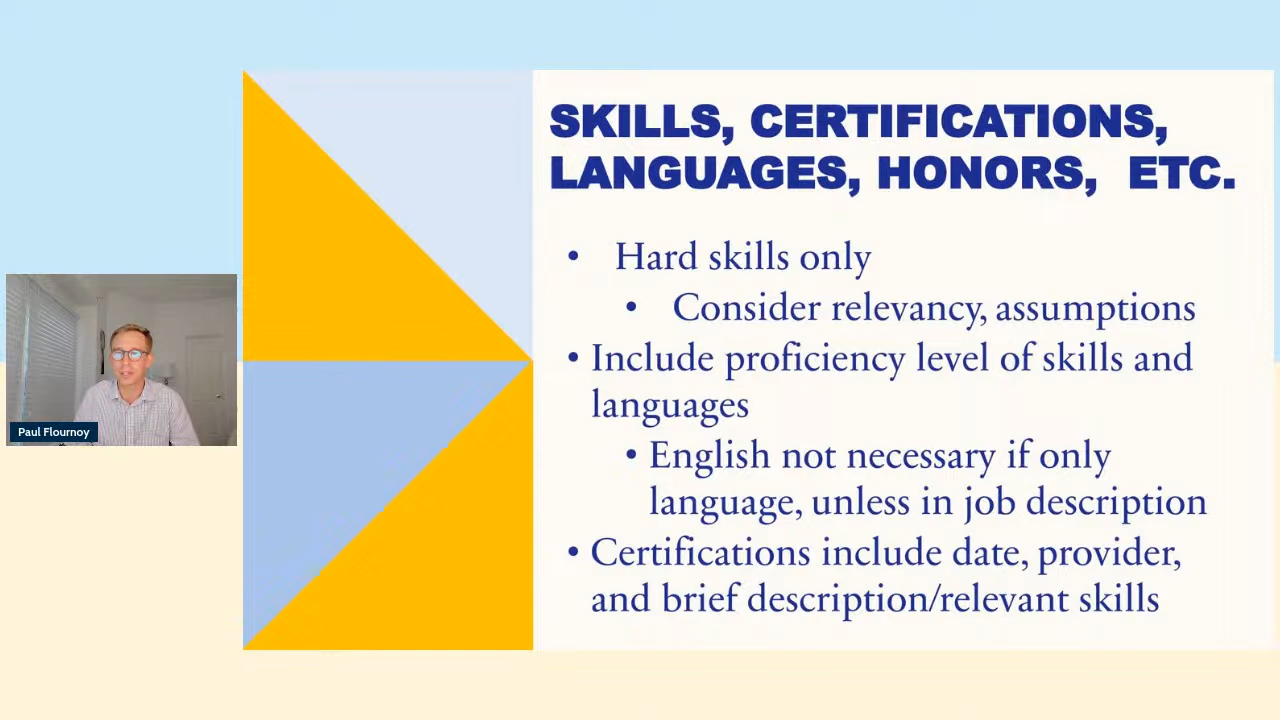 SKILLS, CERTIFICATIONS,
LANGUAGES, HONORS, ETC.
• Hard skills only
• Consider relevancy, assumptions
• Include proficiency level of skills and
languages
• English not necessary if only
language, unless in job description
• Certifications include date, provider,
and brief description/relevant skills
Paul Flournoy